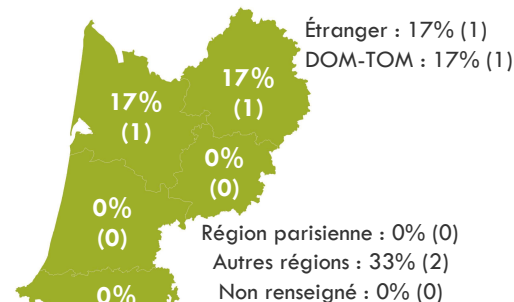 Étranger : 17% (1)
DOM-TOM : 17% (1)
17%
(1)
17%
(1)
0%
(0)
0%
(0)
Région parisienne : 0% (0)
Autres régions : 33% (2)
Non renseigné : 0% (0)
0%